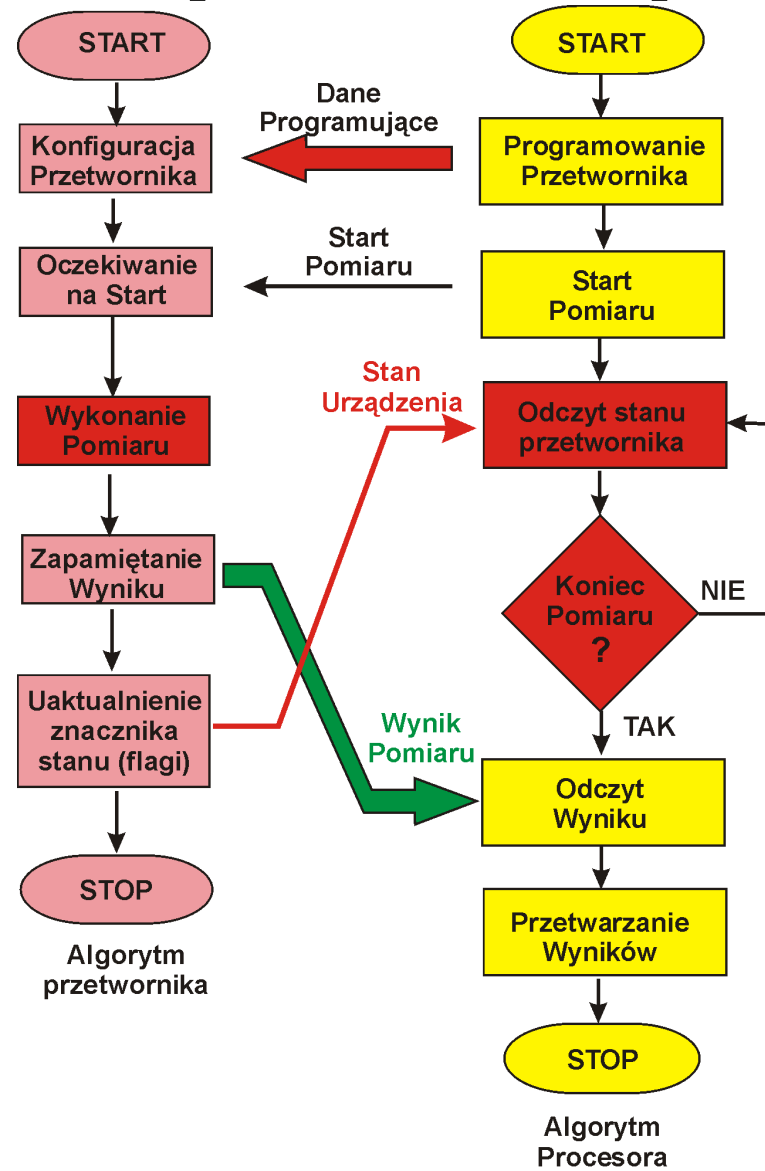 START
Konfiguracja
Przetwornika
Oczekiwanie
na Start
Wykonanie
Pomiaru
Zapamiętanie
Wyniku
Uaktualnienie
znacznika
stanu (flagi)
STOP
Algorytm
przetwornika
Dane
Programujące
Start
Pomiaru
Stan
Urządzenia
Wynik
Pomiaru
START
Programowanie
Przetwornika
Start
Pomiaru
Odczyt stanu
przetwornika
Koniec
Pomiaru
?
NIE
TAK
Odczyt
Wyniku
Przetwarzanie
Wyników
STOP
Algorytm
Procesora